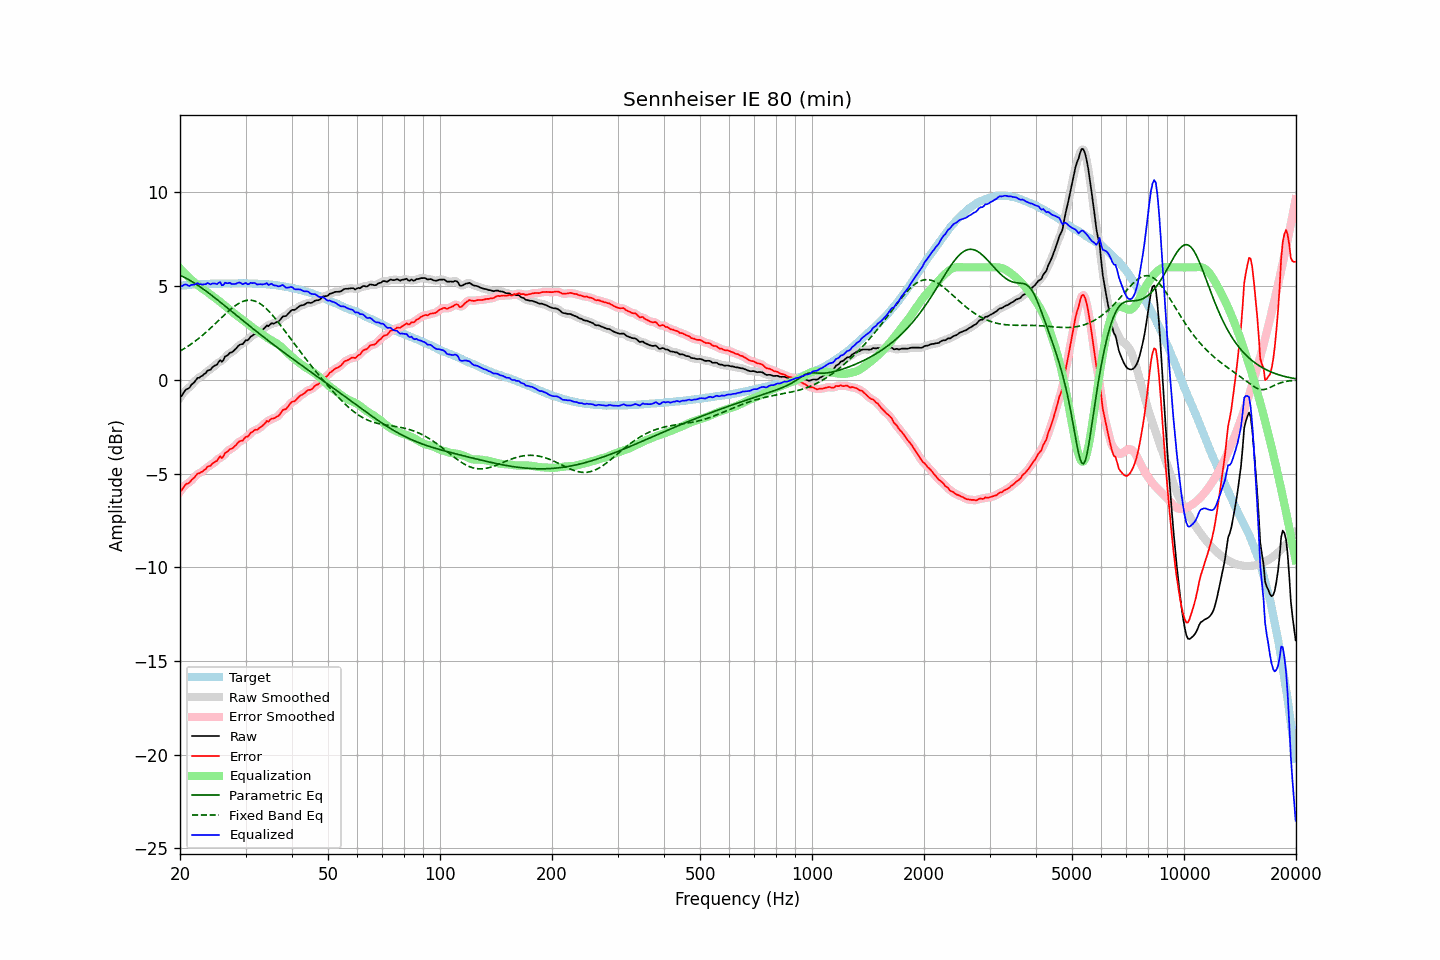 Sennheiser IE 80 (min)
Amplitude (dBr)
10
5
0
−5
−10
−15
−20
−25
Target
Raw Smoothed
Error Smoothed
Raw
Error
Equalization
Parametric Eq
Fixed Band Eq
Equalized
20 50 100 200 500 1000 2000 5000 10000 20000
Frequency (Hz)